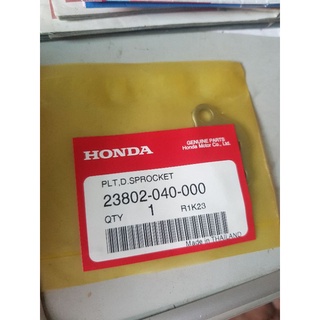 HONDA
GENUINE PARTS
Honda Motor Co., Ltd.
PLT,D.SPROCKET
23802-040-000
QTY 1 R1K23
Made in THAILAND